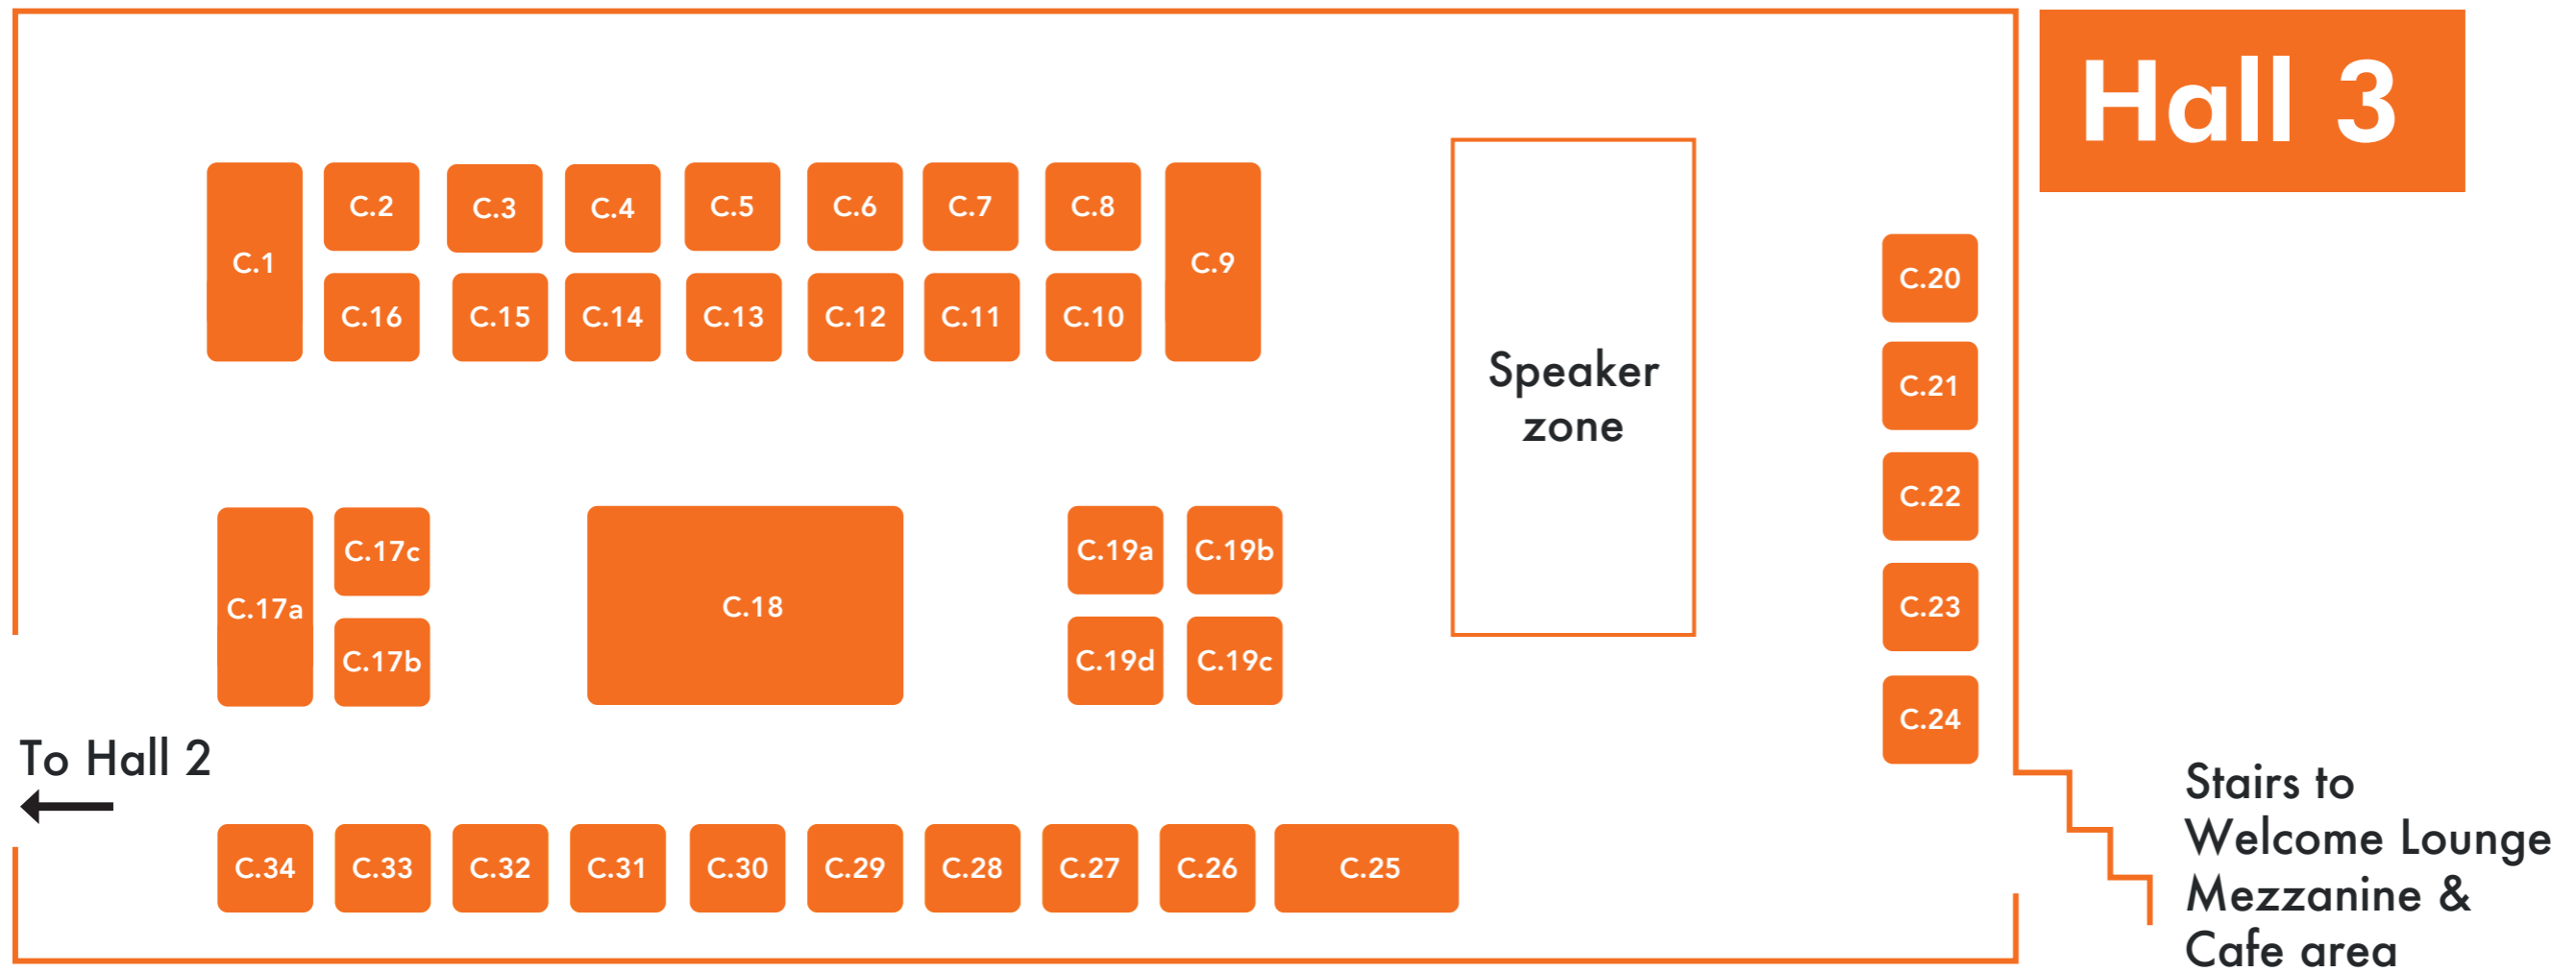 Hall 3
C.1
C.2
C.3
C.4
C.5
C.6
C.7
C.8
C.9
C.16
C.15
C.14
C.13
C.12
C.11
C.10
Speaker
zone
C.20
C.21
C.22
C.23
C.24
C.17a
C.17c
C.17b
C.18
C.19a
C.19b
C.19d
C.19c
To Hall 2
C.34
C.33
C.32
C.31
C.30
C.29
C.28
C.27
C.26
C.25
Stairs to
Welcome Lounge
Mezzanine &
Cafe area